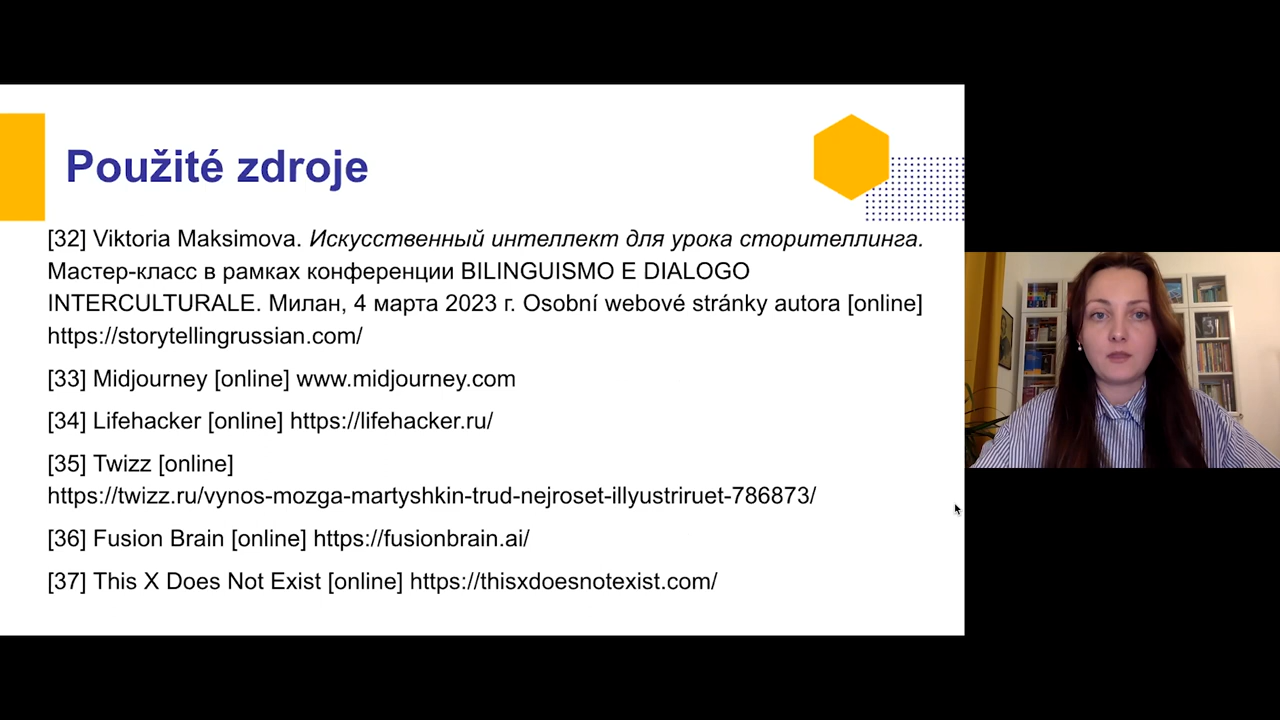 Použité zdroje
[32] Viktoria Maksimova. Искусственный интеллект для урока сторителлинга.
Мастер-класс в рамках конференции BILINGUISMO E DIALOGO
INTERCULTURALE. Милан, 4 марта 2023 г. Osobní webové stránky autora [online]
https://storytellingrussian.com/
[33] Midjourney [online] www.midjourney.com
[34] Lifehacker [online] https://lifehacker.ru/
[35] Twizz [online]
https://twizz.ru/vynos-mozga-martyshkin-trud-nejroset-illyustriruet-786873/
[36] Fusion Brain [online] https://fusionbrain.ai/
[37] This X Does Not Exist [online] https://thisxdoesnotexist.com/